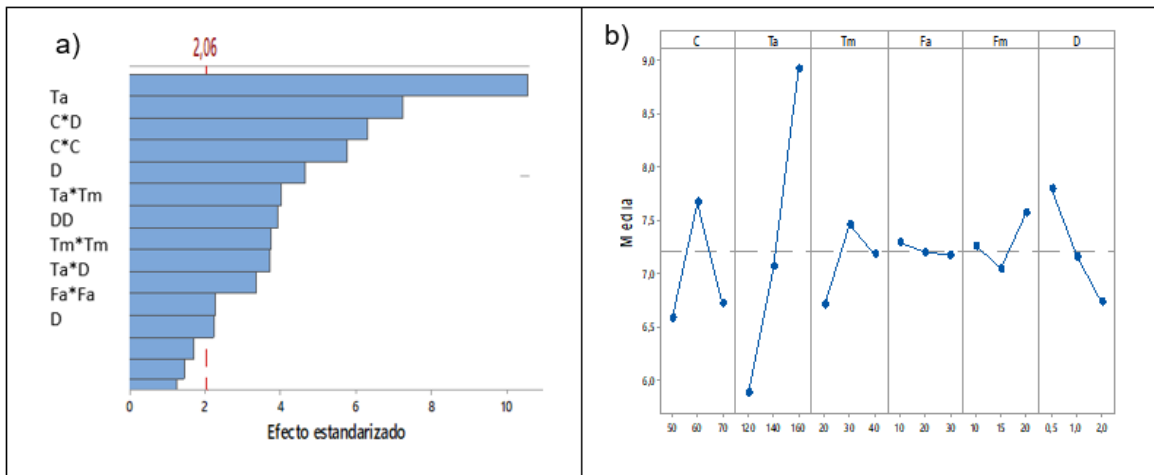 a)
2,06
Ta
C*D
C*C
D
Ta*Tm
DD
Tm*Tm
Ta*D
Fa*Fa
D
0 2 4 6 8 10
Efecto estandarizado
b)
C Ta Tm Fa Fm D
9,0
8,5
8,0
7,5
7,0
6,5
6,0
Media
50 60 70 120 140 160 20 30 40 10 20 30 10 15 20 0,5 1,0 2,0